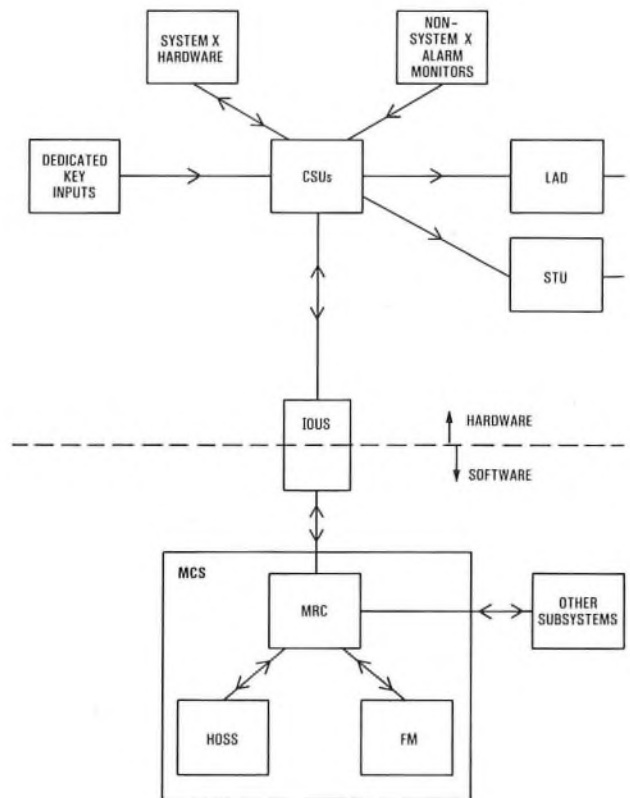 SYSTEM X
HARDWARE
NON-
SYSTEM X
ALARM
MONITORS
DEDICATED
KEY
INPUTS
CSUs
LAD
STU
IOUS
HARDWARE
SOFTWARE
MCS
MRC
OTHER
SUBSYSTEMS
HOSS
FM